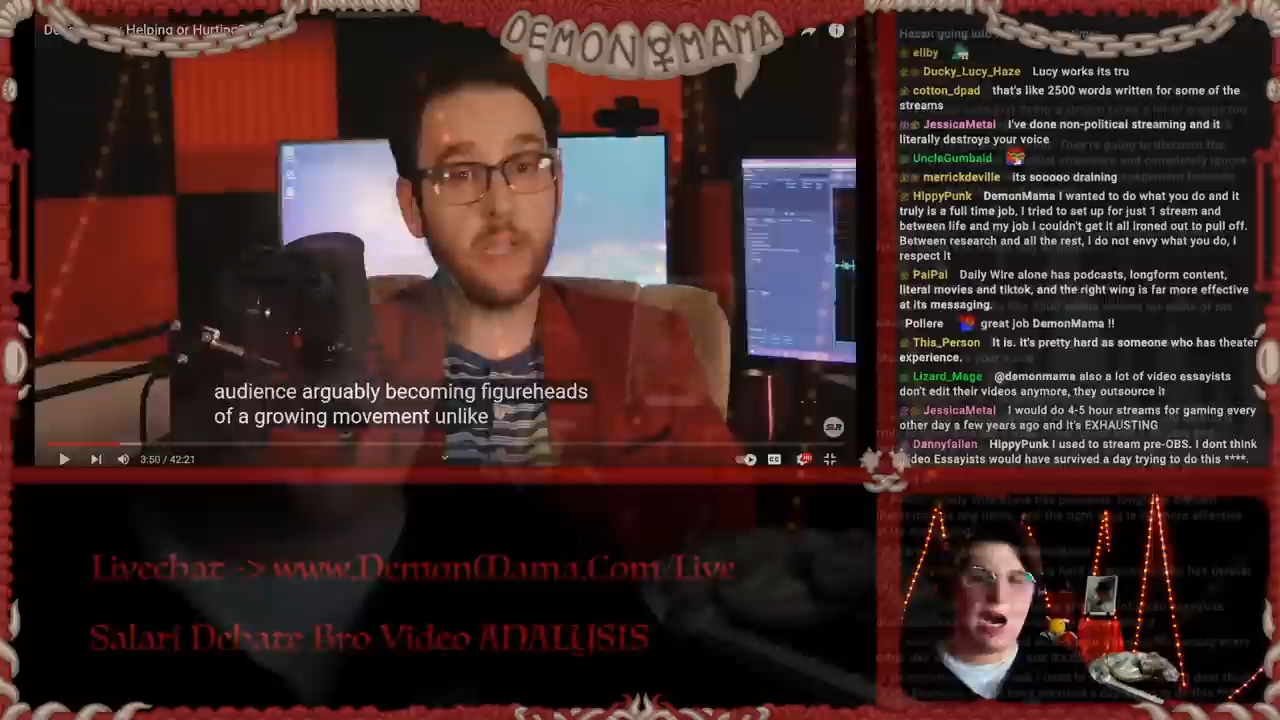 Helping or Hurting
DEMON MAMA
audience arguably becoming figureheads
of a growing movement unlike
SLR
3:50 / 42:21
CC
HD
ellby
Ducky_Lucy_Haze Lucy works its tru
cotton_dpad that's like 2500 words written for some of the
streams
JessicaMetal I've done non-political streaming and it
literally destroys your voice
UncleGumbald
merrickdeville its sooooo draining
HippyPunk DemonMama I wanted to do what you do and it
truly is a full time job, I tried to set up for just 1 stream and
between life and my job I couldn't get it all ironed out to pull off.
Between research and all the rest, I do not envy what you do, I
respect it
PalPal Daily Wire alone has podcasts, longform content,
literal movies and tiktok, and the right wing is far more effective
at its messaging.
Pollere great job DemonMama !!
This_Person It is. it's pretty hard as someone who has theater
experience.
Lizard_Mage @demonmama also a lot of video essayists
don't edit their videos anymore, they outsource it
JessicaMetal I would do 4-5 hour streams for gaming every
other day a few years ago and it's EXHAUSTING
Dannyfallen HippyPunk I used to stream pre-OBS. I dont think
deo Essayists would have survived a day trying to do this ****.
Livechat -> www.DemonMama.Com/Live
Salari Debate Bro Video ANALYSIS